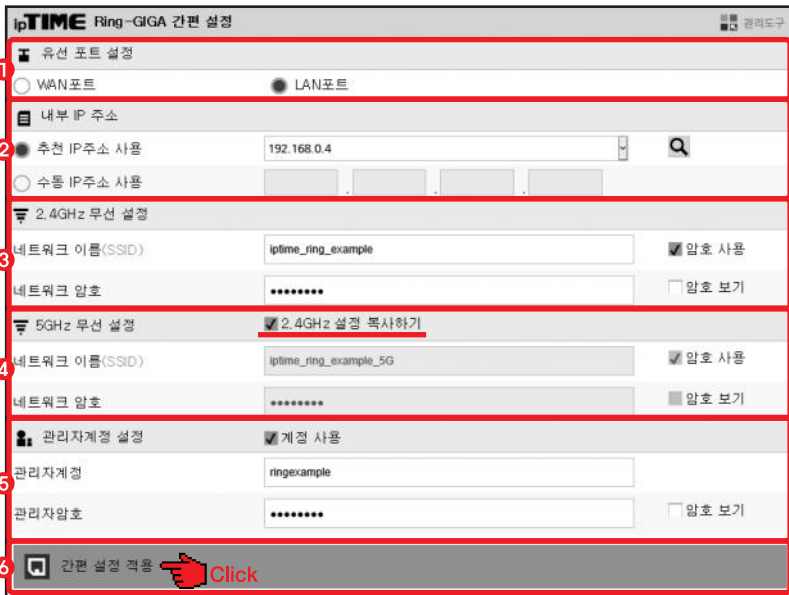 ipTIME Ring-GIGA 간편 설정 관리도구
1 유선 포트 설정
WAN포트 LAN포트
내부 IP 주소
2 추천 IP주소 사용 192.168.0.4
수동 IP주소 사용 . . .
2.4GHz 무선 설정
3 네트워크 이름(SSID) iptime_ring_example 암호 사용
네트워크 암호 •••••••• 암호 보기
5GHz 무선 설정 2.4GHz 설정 복사하기
4 네트워크 이름(SSID) iptime_ring_example_5G 암호 사용
네트워크 암호 •••••••• 암호 보기
관리자계정 설정 계정 사용
5 관리자계정 ringexample
관리자암호 •••••••• 암호 보기
6 간편 설정 적용 Click